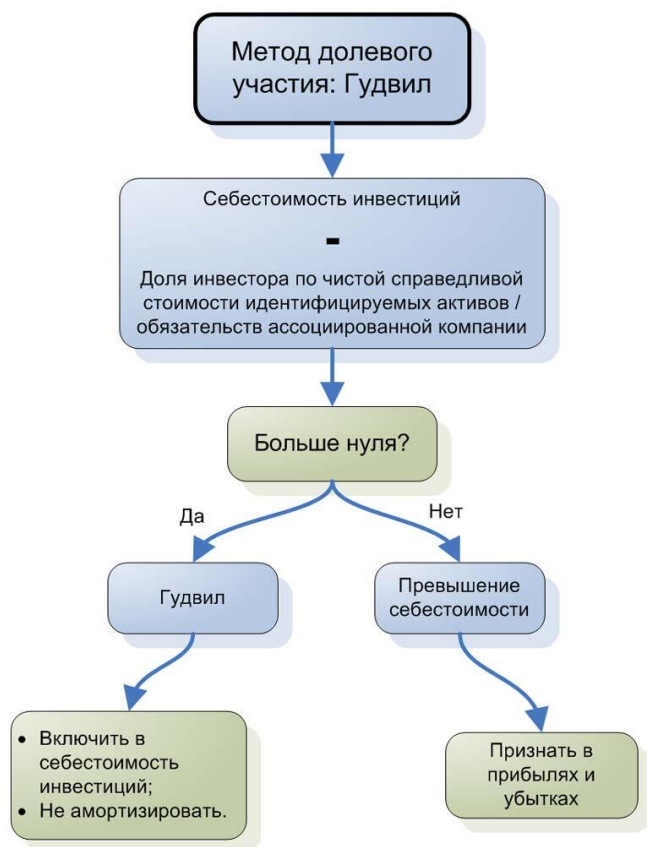 Метод долевого
участия: Гудвил
Себестоимость инвестиций
-
Доля инвестора по чистой справедливой
стоимости идентифицируемых активов /
обязательств ассоциированной компании
Больше нуля?
Да
Нет
Гудвил
Превышение
себестоимости
• Включить в
себестоимость
инвестиций;
• Не амортизировать.
Признать в
прибылях и
убытках